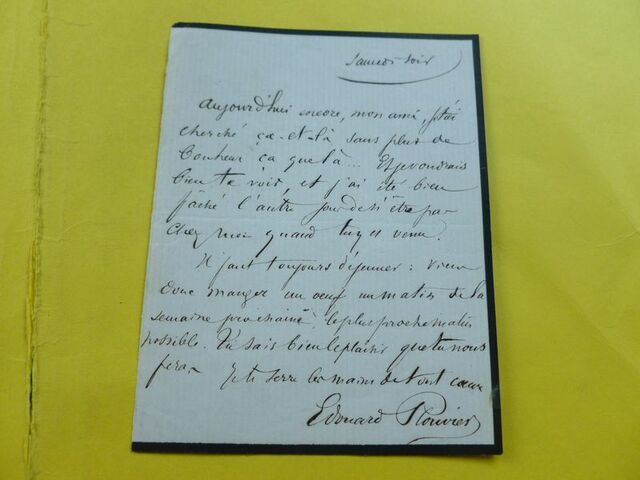 Samedi soir
Aujourd'hui encore, mon ami, j'ai
cherché ça-et-là sans plus de
bonheur ça que là... Et je voudrais
bien te voir, et j'ai été bien
fâché l'autre jour de n'être pas
chez moi quand tu y es venu.
Il faut toujours déjeuner : viens
donc manger un oeuf un matin de la
semaine prochaine, le plus proche matin
possible. Tu sais bien le plaisir que tu nous
feras
Je te serre les mains de tout coeur
Edouard Plouvier